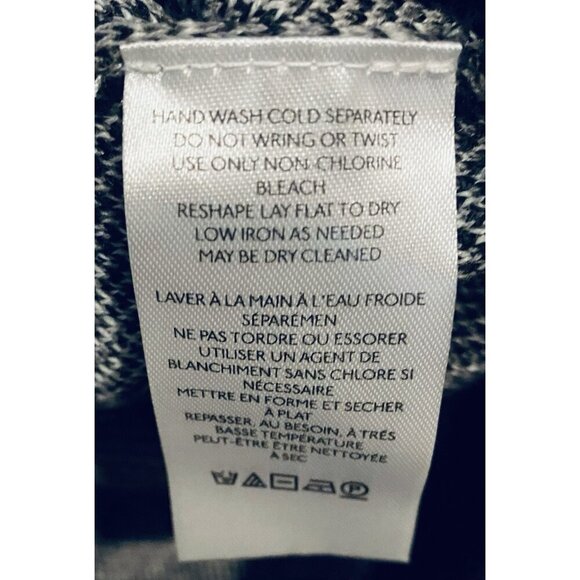 HAND WASH COLD SEPARATELY
DO NOT WRING OR TWIST
USE ONLY NON-CHLORINE
BLEACH
RESHAPE LAY FLAT TO DRY
LOW IRON AS NEEDED
MAY BE DRY CLEANED
LAVER À LA MAIN À L'EAU FROIDE
SÉPARÉMEN
NE PAS TORDRE OU ESSORER
UTILISER UN AGENT DE
BLANCHIMENT SANS CHLORE SI
NÉCESSAIRE
METTRE EN FORME ET SECHER
À PLAT
REPASSER, AU BESOIN, À TRÉS
BASSE TEMPÉRATURE
PEUT-ÊTRE ÊTRE NETTOYÉE
À SEC
P